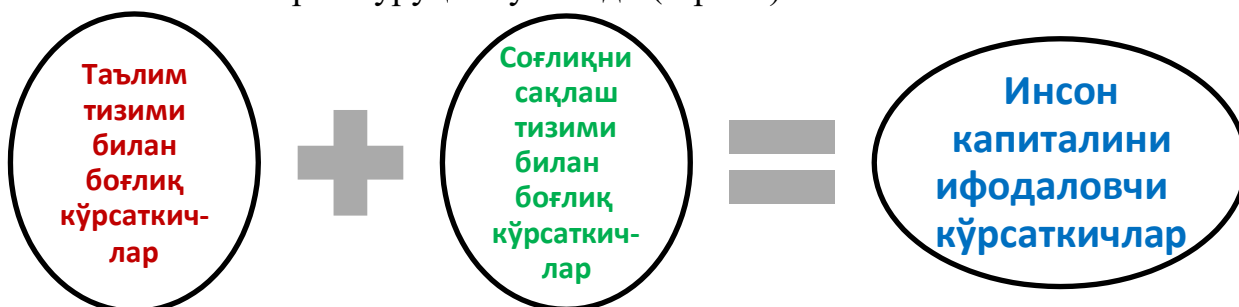 Таълим
тизими
билан
боғлиқ
кўрсаткич-
лар
Соғлиқни
сақлаш
тизими
билан
боғлиқ
кўрсаткич-
лар
Инсон
капиталини
ифодаловчи
кўрсаткичлар